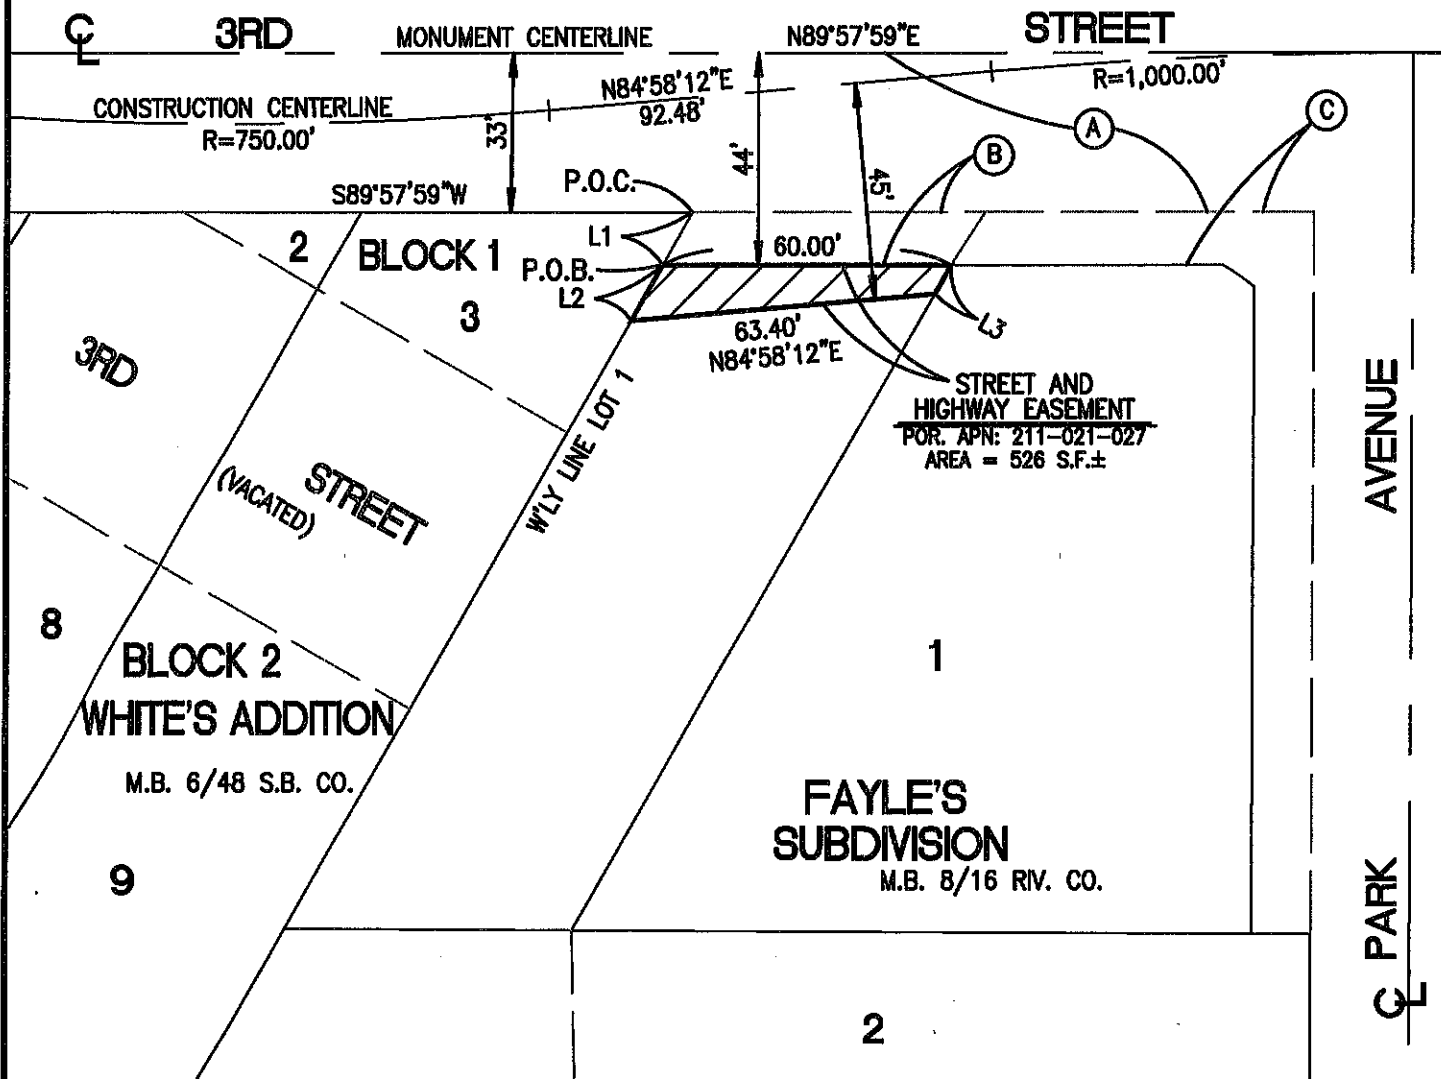 ℄ 3RD MONUMENT CENTERLINE N89°57'59"E STREET
CONSTRUCTION CENTERLINE
R=750.00'
N84°58'12"E
92.48'
R=1,000.00'
33'
44'
45'
A
B
C
S89°57'59"W
P.O.C.
L1
P.O.B.
L2
60.00'
L3
63.40'
N84°58'12"E
2
BLOCK 1
3
3RD
STREET
(VACATED)
W'LY LINE LOT 1
STREET AND
HIGHWAY EASEMENT
POR. APN: 211-021-027
AREA = 526 S.F.±
8
BLOCK 2
WHITE'S ADDITION
M.B. 6/48 S.B. CO.
9
1
FAYLE'S
SUBDIVISION
M.B. 8/16 RIV. CO.
2
℄ PARK AVENUE